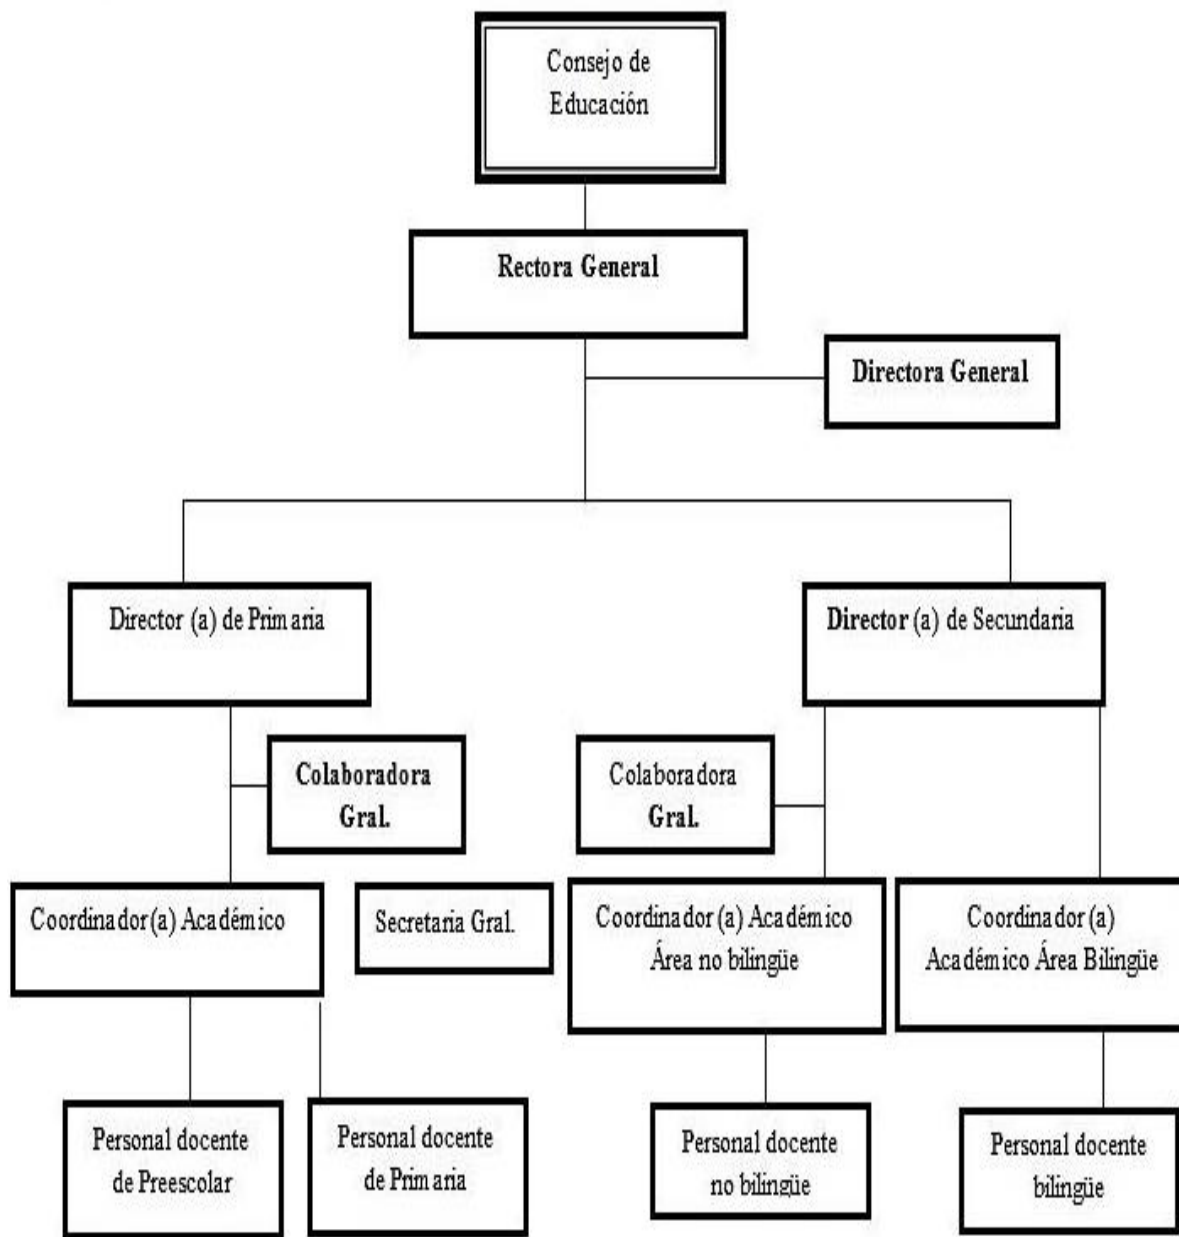 Consejo de
Educación
Rectora General
Directora General
Director (a) de Primaria
Director (a) de Secundaria
Colaboradora
Gral.
Colaboradora
Gral.
Coordinador(a) Académico
Secretaria Gral.
Coordinador (a) Académico
Área no bilingüe
Coordinador (a)
Académico Área Bilingüe
Personal docente
de Preescolar
Personal docente
de Primaria
Personal docente
no bilingüe
Personal docente
bilingüe